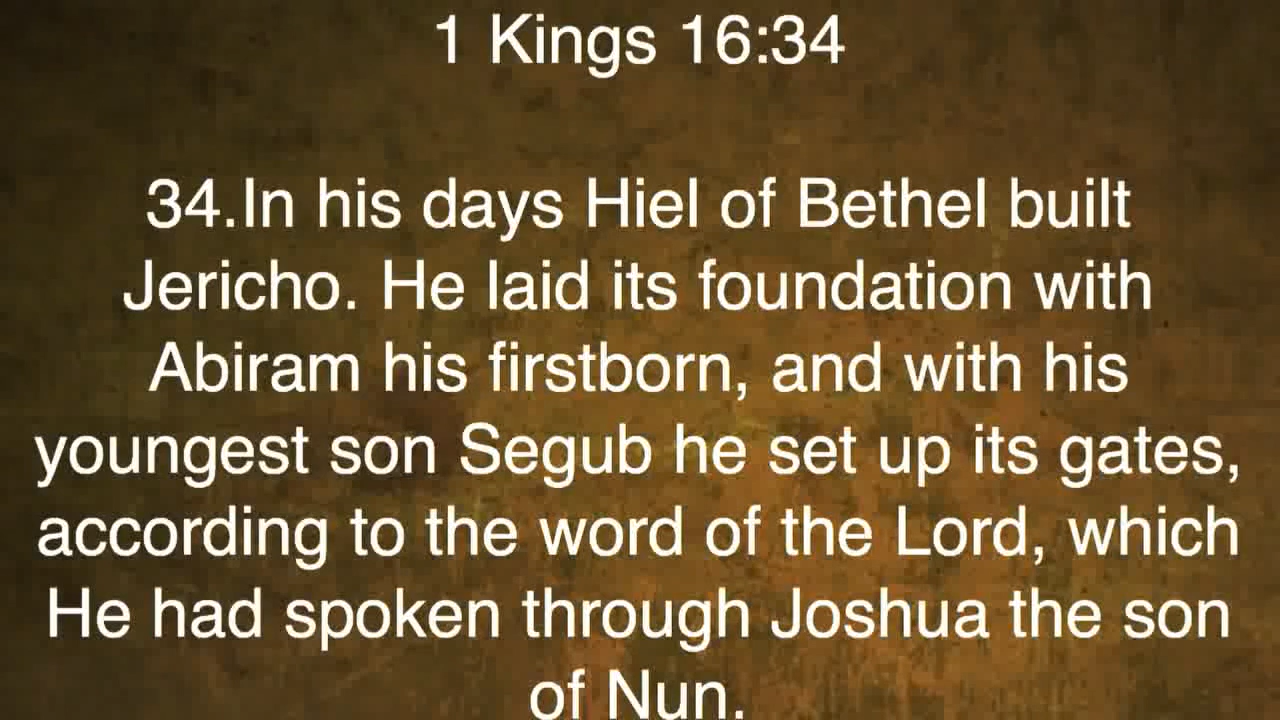 1 Kings 16:34
34.In his days Hiel of Bethel built
Jericho. He laid its foundation with
Abiram his firstborn, and with his
youngest son Segub he set up its gates,
according to the word of the Lord, which
He had spoken through Joshua the son
of Nun.